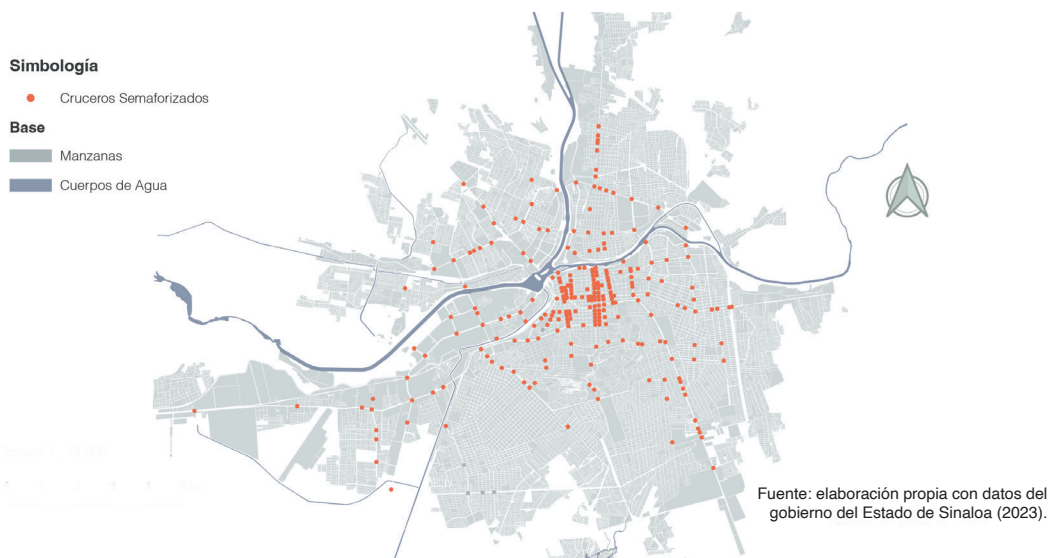 Simbología
Cruceros Semaforizados
Base
Manzanas
Cuerpos de Agua
Fuente: elaboración propia con datos del
gobierno del Estado de Sinaloa (2023).